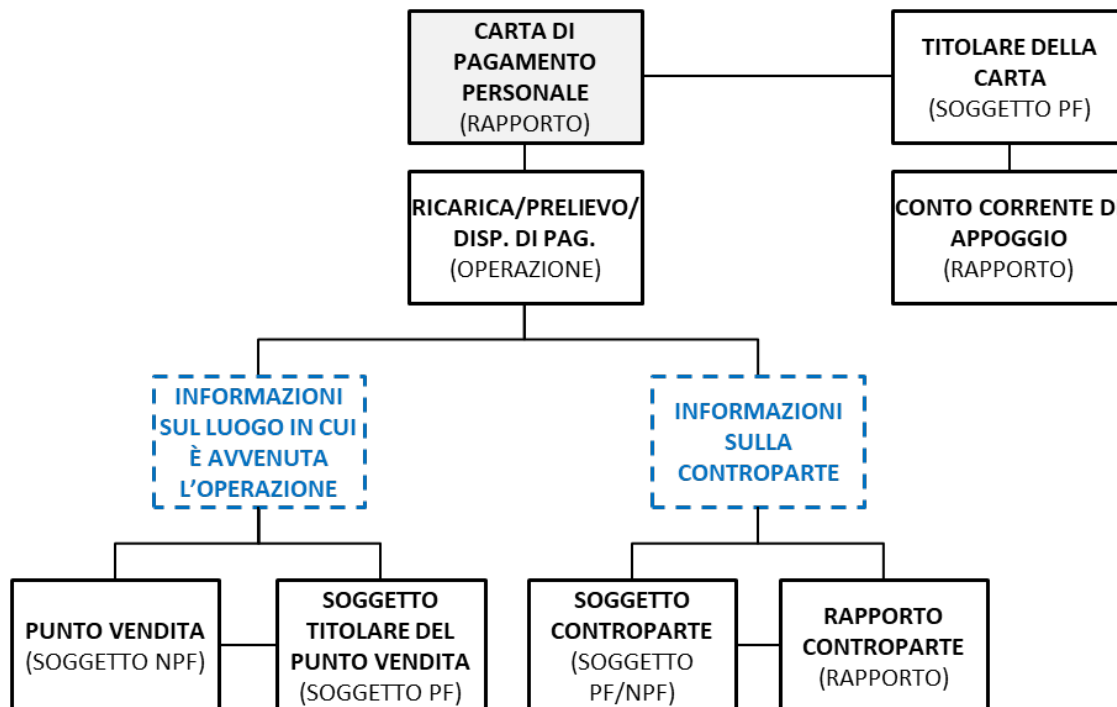 CARTA DI
PAGAMENTO
PERSONALE
(RAPPORTO)
TITOLARE DELLA
CARTA
(SOGGETTO PF)
RICARICA/PRELIEVO/
DISP. DI PAG.
(OPERAZIONE)
CONTO CORRENTE D
APPOGGIO
(RAPPORTO)
INFORMAZIONI
SUL LUOGO IN CUI
È AVVENUTA
L'OPERAZIONE
INFORMAZIONI
SULLA
CONTROPARTE
PUNTO VENDITA
(SOGGETTO NPF)
SOGGETTO
TITOLARE DEL
PUNTO VENDITA
(SOGGETTO PF)
SOGGETTO
CONTROPARTE
(SOGGETTO
PF/NPF)
RAPPORTO
CONTROPARTE
(RAPPORTO)